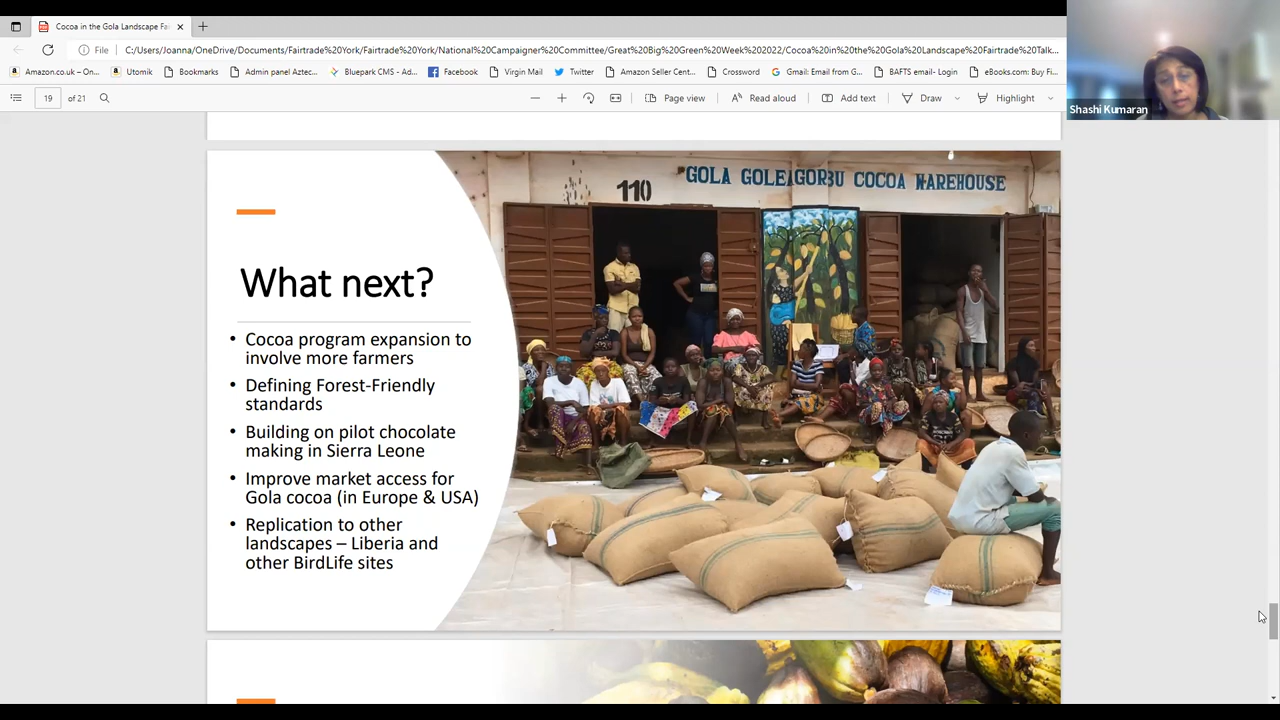 Cocoa in the Gola Landscape Fai
File
C:/Users/Joanna/OneDrive/Documents/Fairtrade%20York/Fairtrade%20York/National%20Campaigner%20Committee/Great%20Big%20Green%20Week%202022/Cocoa%20in%20the%20Gola%20Landscape%20Fairtrade%20Talk...
Amazon.co.uk – On... Utomik Bookmarks Admin panel Aztec... Bluepark CMS - Ad... Facebook Virgin Mail Twitter Amazon Seller Cent... Crossword Gmail: Email from G... BAFTS email- Login eBooks.com: Buy Fi...
19 of 21 Page view Read aloud Add text Draw Highlight
Shashi Kumaran
110
GOLA GOLEAGORBU COCOA WAREHOUSE
What next?
• Cocoa program expansion to
involve more farmers
• Defining Forest-Friendly
standards
• Building on pilot chocolate
making in Sierra Leone
• Improve market access for
Gola cocoa (in Europe & USA)
• Replication to other
landscapes – Liberia and
other BirdLife sites